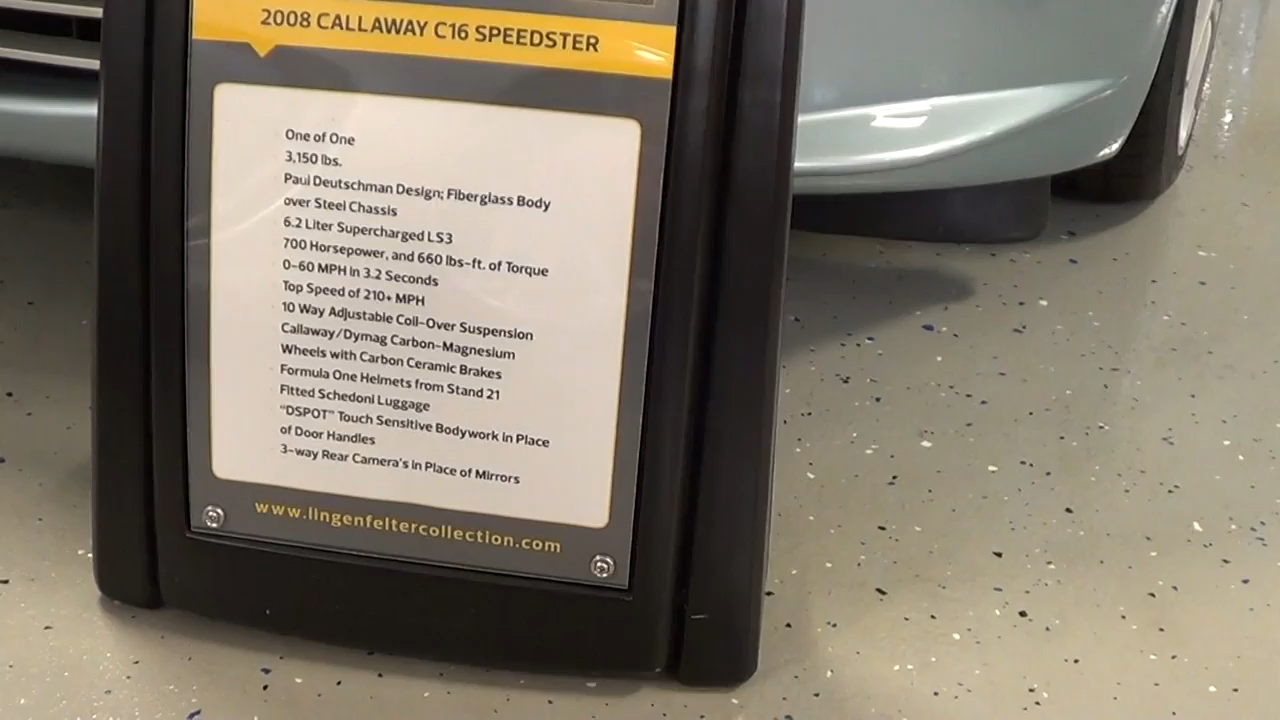 2008 CALLAWAY C16 SPEEDSTER
One of One
3,150 lbs.
Paul Deutschman Design; Fiberglass Body
over Steel Chassis
6.2 Liter Supercharged LS3
700 Horsepower, and 660 lbs-ft. of Torque
0-60 MPH in 3.2 Seconds
Top Speed of 210+ MPH
10 Way Adjustable Coil-Over Suspension
Callaway/Dymag Carbon-Magnesium
Wheels with Carbon Ceramic Brakes
Formula One Helmets from Stand 21
Fitted Schedoni Luggage
"DSPOT" Touch Sensitive Bodywork in Place
of Door Handles
3-way Rear Camera's in Place of Mirrors
www.lingenfeltercollection.com